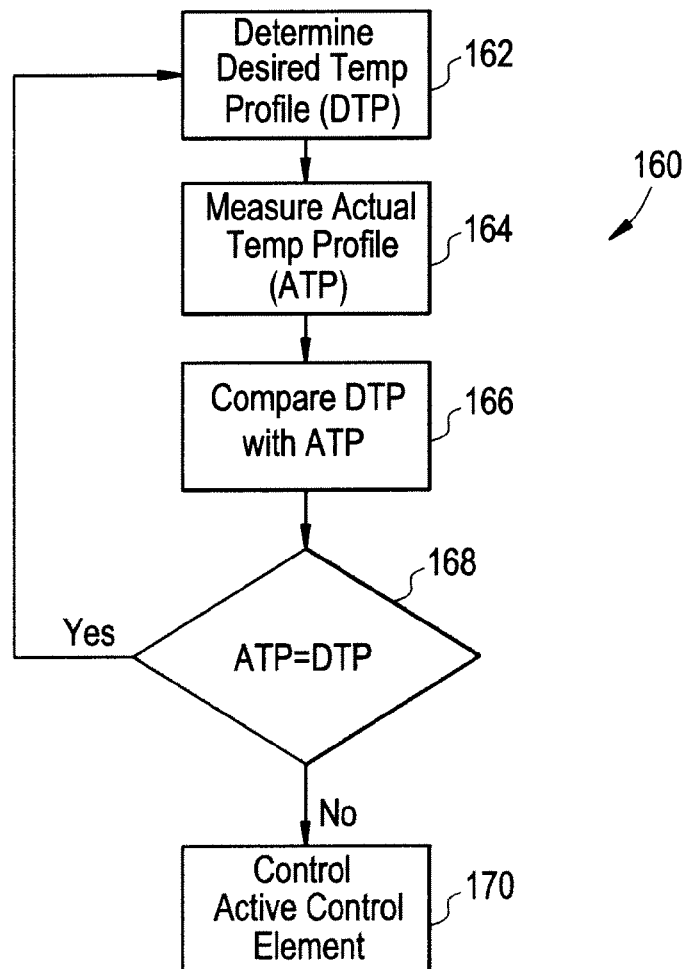 Determine
Desired Temp
Profile (DTP)
162
160
Measure Actual
Temp Profile
(ATP)
164
Compare DTP
with ATP
166
168
Yes
ATP=DTP
No
Control
Active Control
Element
170